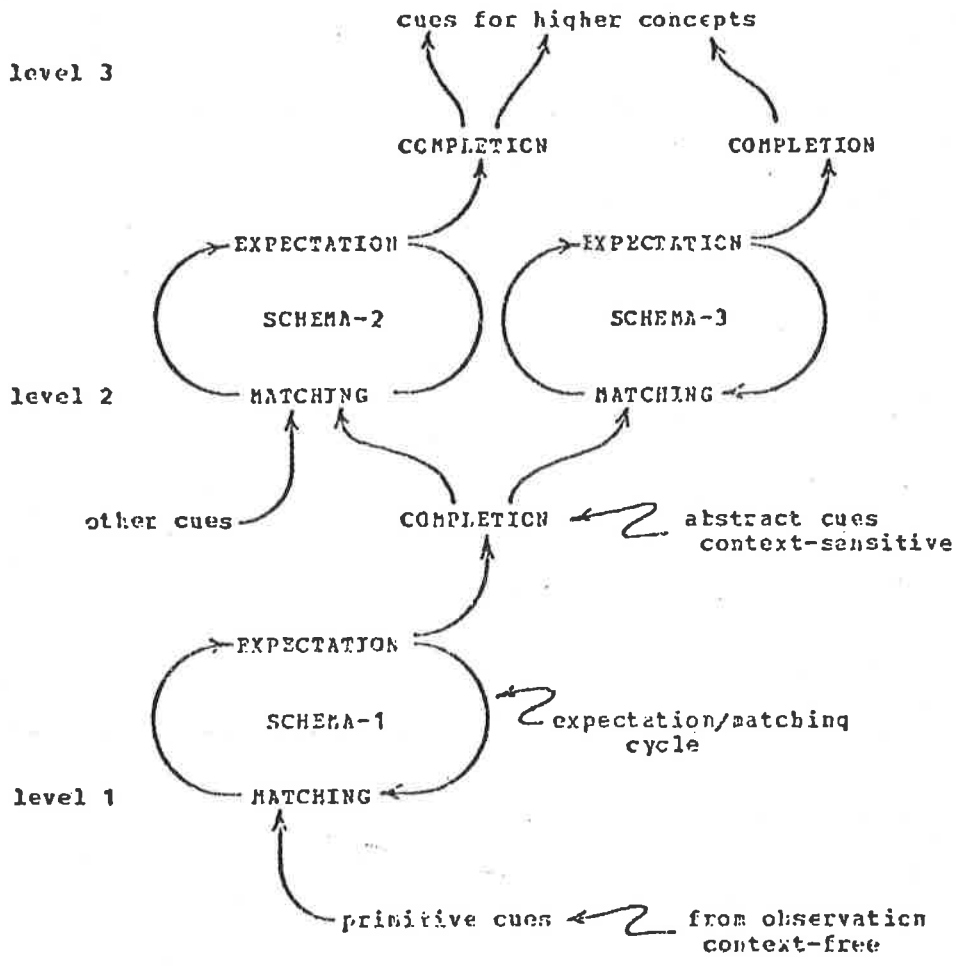 cues for higher concepts
level 3
COMPLETION COMPLETION
EXPECTATION EXPECTATION
SCHEMA-2 SCHEMA-3
level 2 MATCHING MATCHING
other cues COMPLETION abstract cues
context-sensitive
EXPECTATION
SCHEMA-1 expectation/matching
cycle
level 1 MATCHING
primitive cues from observation
context-free